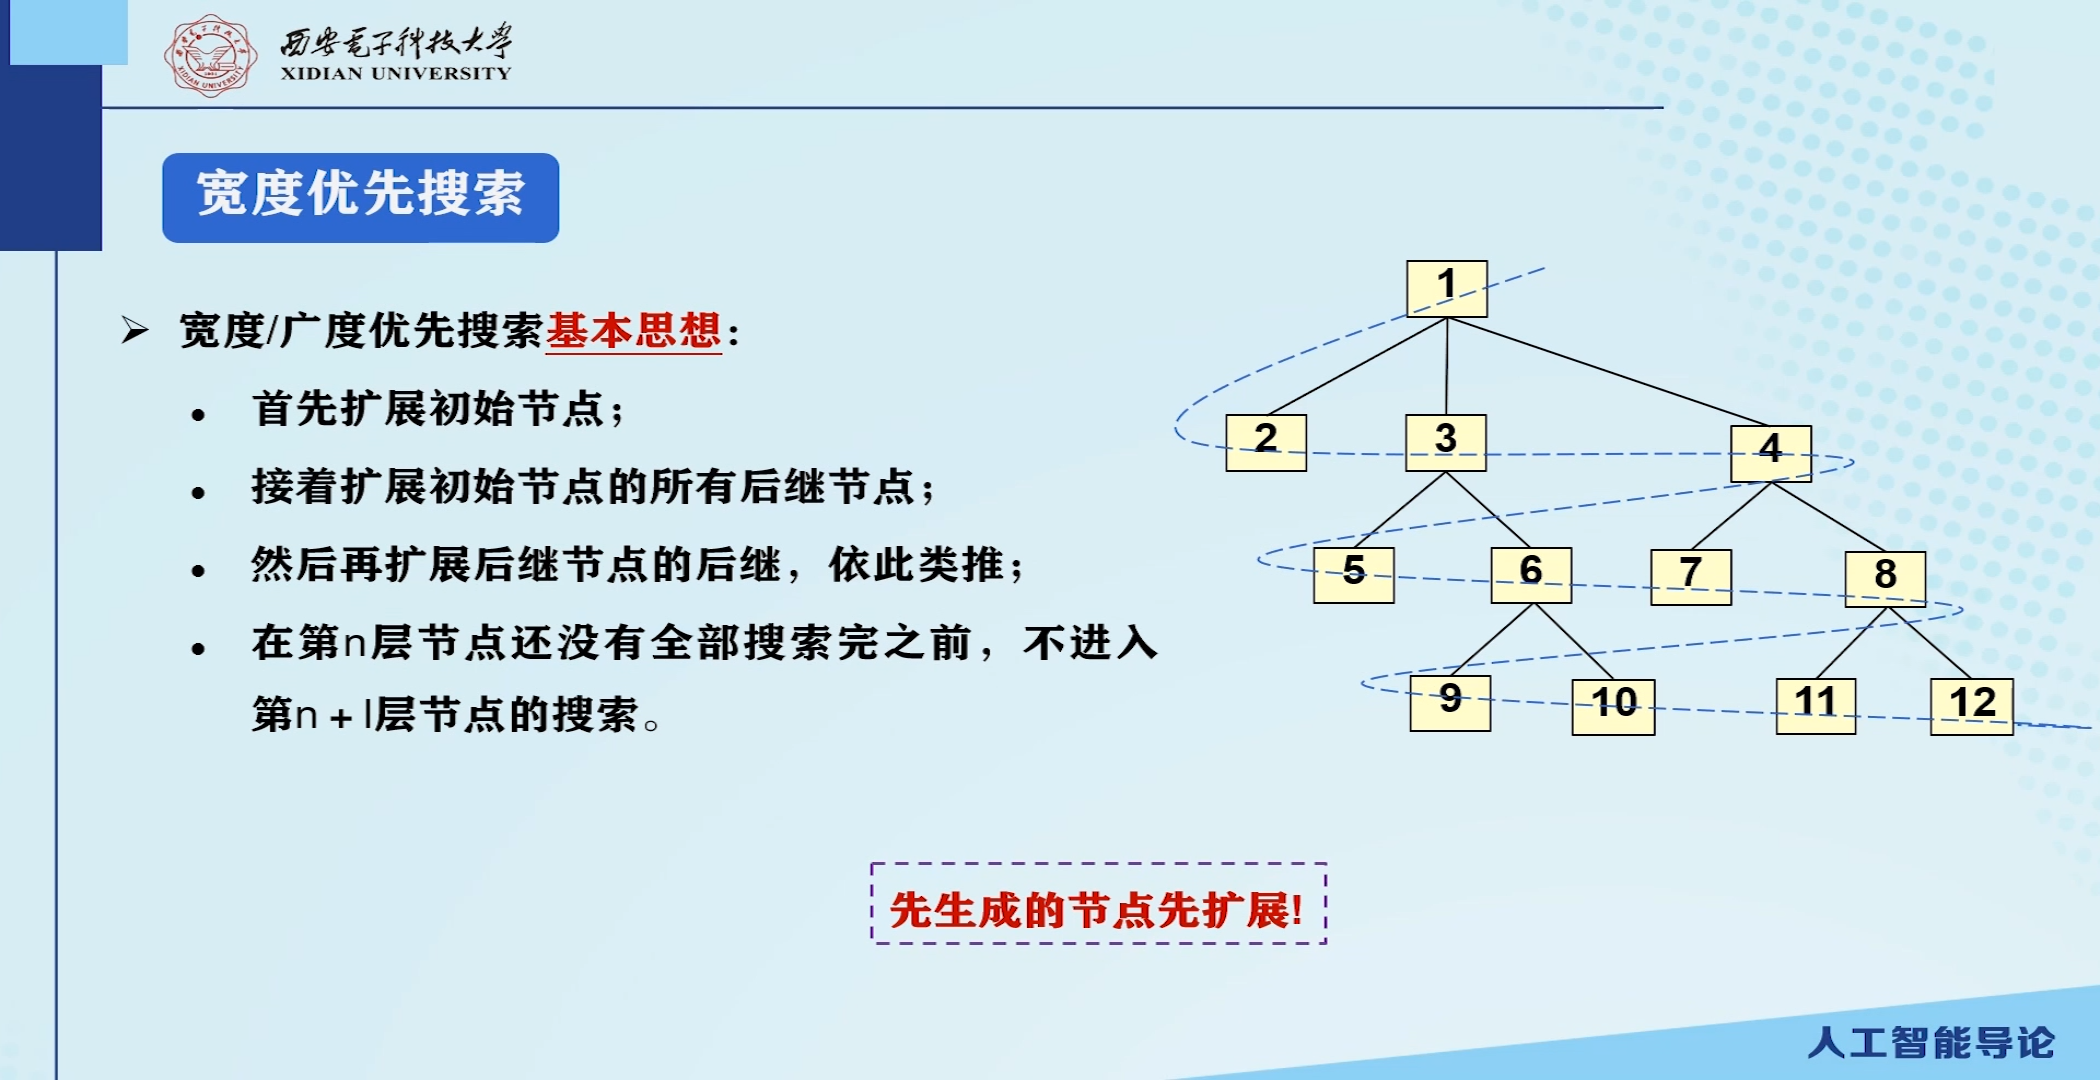 西安电子科技大学
XIDIAN UNIVERSITY
宽度优先搜索
宽度/广度优先搜索基本思想：
首先扩展初始节点；
接着扩展初始节点的所有后继节点；
然后再扩展后继节点的后继，依此类推；
在第n层节点还没有全部搜索完之前，不进入
第n+l层节点的搜索。
1
2 3 4
5 6 7 8
9 10 11 12
先生成的节点先扩展!
人工智能导论